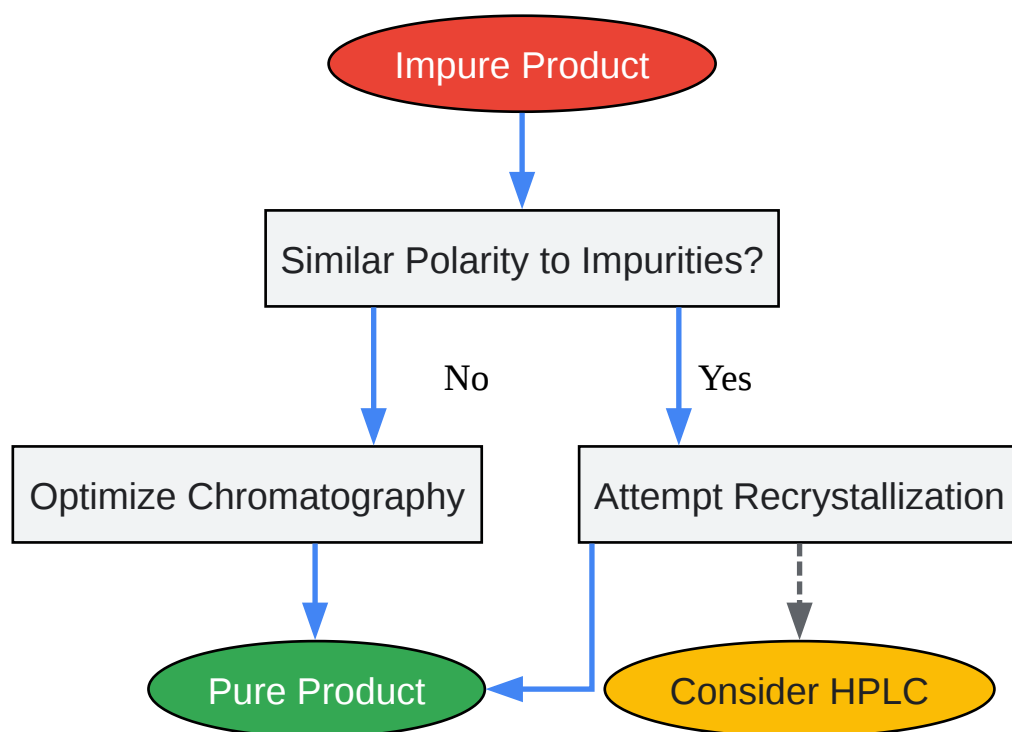 Impure Product
Similar Polarity to Impurities?
No
Yes
Optimize Chromatography
Attempt Recrystallization
Pure Product
Consider HPLC